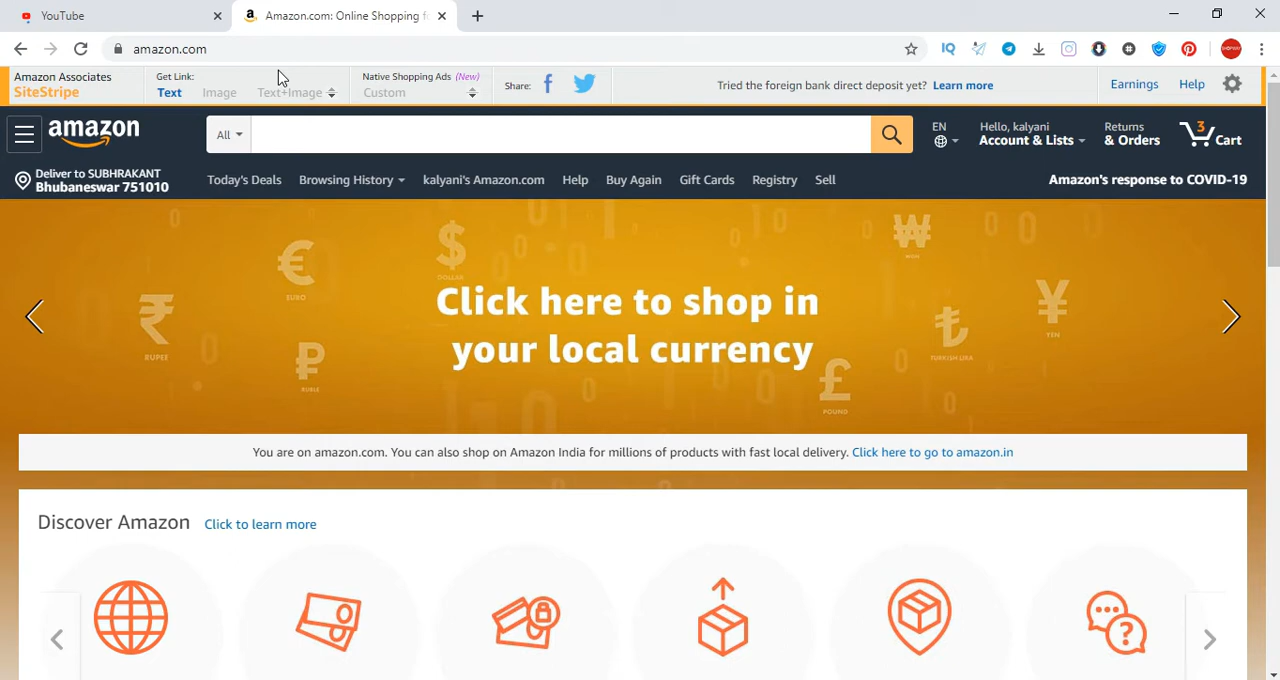 YouTube
Amazon.com: Online Shopping f
amazon.com
IQ
Amazon Associates
SiteStripe
Get Link:
Text
Image
Text+Image
Native Shopping Ads (New)
Custom
Share:
Tried the foreign bank direct deposit yet? Learn more
Earnings
Help
amazon
All
EN
Hello, kalyani
Account & Lists
Returns
& Orders
3
Cart
Deliver to SUBHRAKANT
Bhubaneswar 751010
Today's Deals
Browsing History
kalyani's Amazon.com
Help
Buy Again
Gift Cards
Registry
Sell
Amazon's response to COVID-19
₹
RUPEE
€
EURO
₽
RUBLE
$
DOLLAR
₩
WON
₺
TURKISH LIRA
¥
YEN
£
POUND
Click here to shop in
your local currency
You are on amazon.com. You can also shop on Amazon India for millions of products with fast local delivery. Click here to go to amazon.in
Discover Amazon
Click to learn more